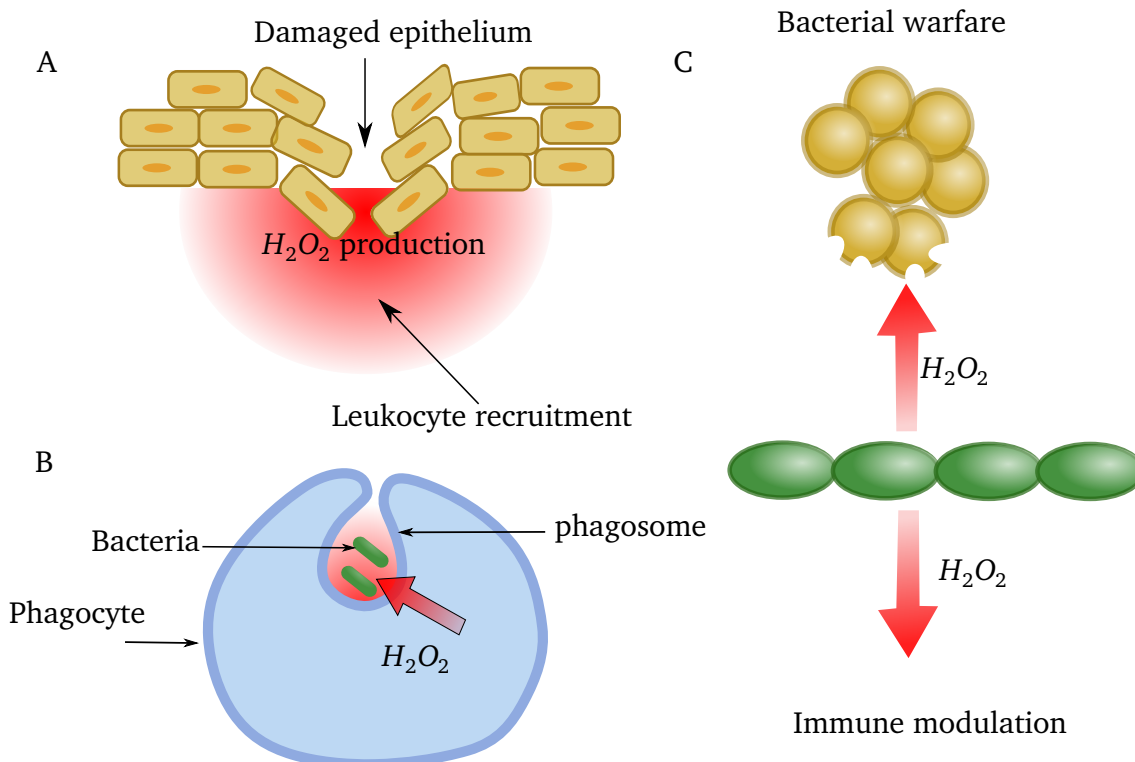 A
Damaged epithelium
H₂O₂ production
Leukocyte recruitment
B
Bacteria
phagosome
Phagocyte
H₂O₂
C
Bacterial warfare
H₂O₂
H₂O₂
Immune modulation